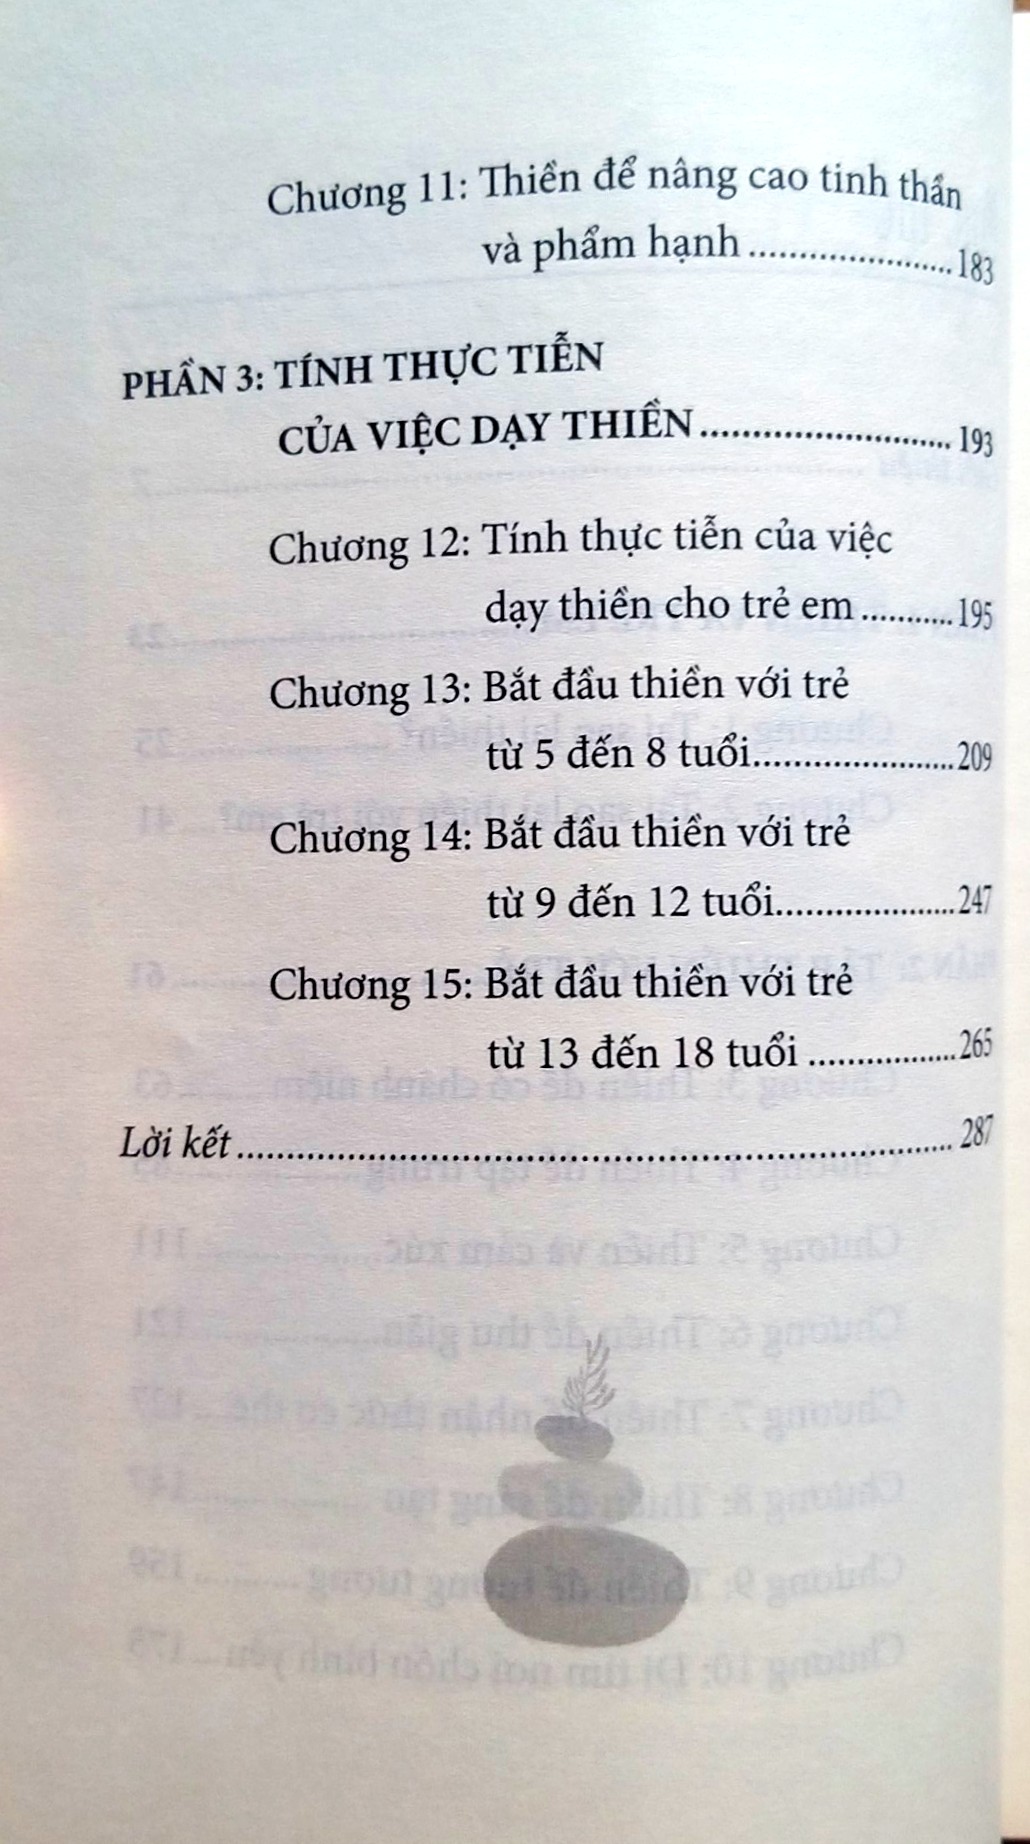 Chương 11: Thiền để nâng cao tinh thần
và phẩm hạnh ..................... 183
PHẦN 3: TÍNH THỰC TIỄN
CỦA VIỆC DẠY THIỀN ......................... 193
Chương 12: Tính thực tiễn của việc
dạy thiền cho trẻ em ........... 195
Chương 13: Bắt đầu thiền với trẻ
từ 5 đến 8 tuổi..................... 209
Chương 14: Bắt đầu thiền với trẻ
từ 9 đến 12 tuổi................... 247
Chương 15: Bắt đầu thiền với trẻ
từ 13 đến 18 tuổi ................ 265
Lời kết ........................................................................ 287